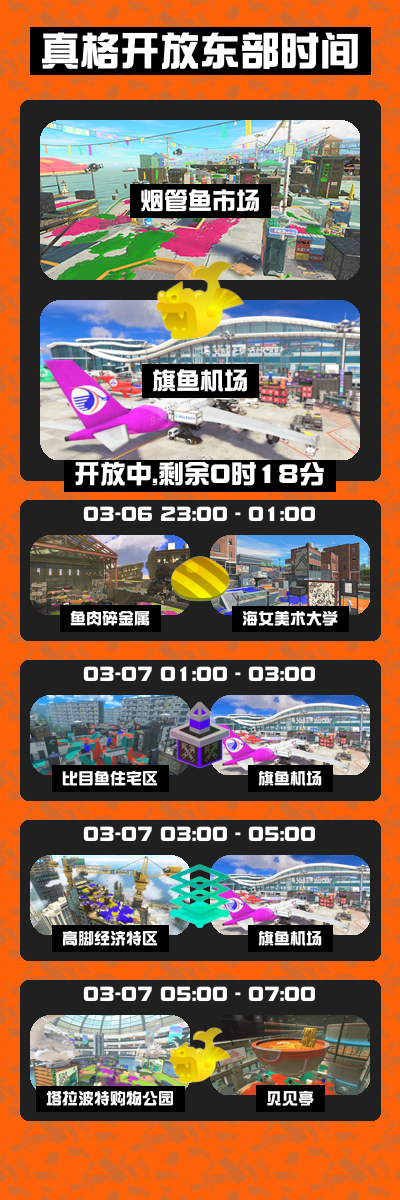 真格开放东部时间
烟管鱼市场
旗鱼机场
开放中,剩余0时18分
03-06 23:00 - 01:00
鱼肉碎金属
海女美术大学
03-07 01:00 - 03:00
比目鱼住宅区
旗鱼机场
03-07 03:00 - 05:00
高脚经济特区
旗鱼机场
03-07 05:00 - 07:00
塔拉波特购物公园
贝贝亭